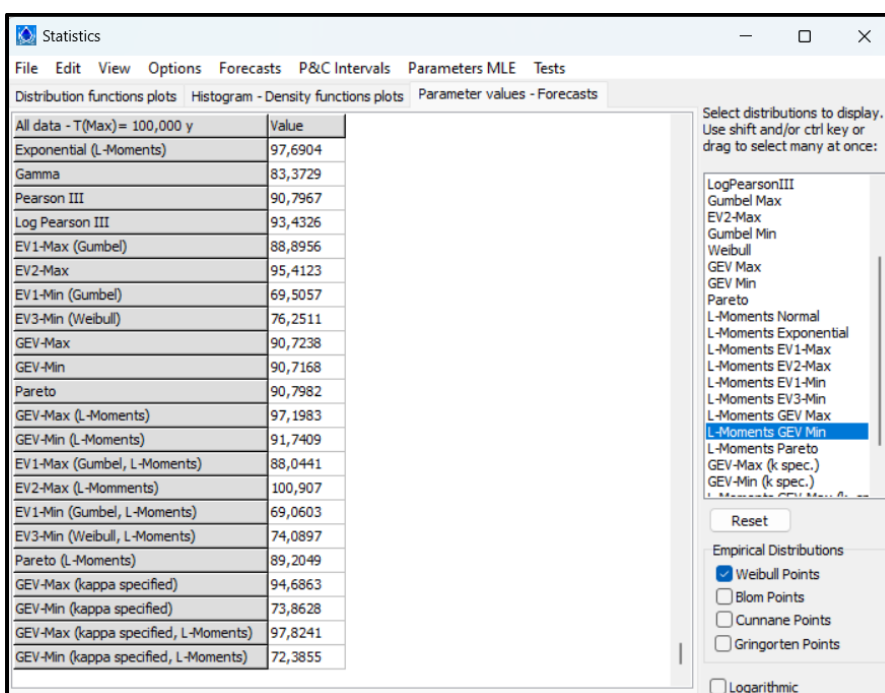 Statistics
File Edit View Options Forecasts P&C Intervals Parameters MLE Tests
Distribution functions plots Histogram - Density functions plots Parameter values - Forecasts
All data - T(Max)= 100,000 y Value
Exponential (L-Moments) 97,6904
Gamma 83,3729
Pearson III 90,7967
Log Pearson III 93,4326
EV1-Max (Gumbel) 88,8956
EV2-Max 95,4123
EV1-Min (Gumbel) 69,5057
EV3-Min (Weibull) 76,2511
GEV-Max 90,7238
GEV-Min 90,7168
Pareto 90,7982
GEV-Max (L-Moments) 97,1983
GEV-Min (L-Moments) 91,7409
EV1-Max (Gumbel, L-Moments) 88,0441
EV2-Max (L-Momments) 100,907
EV1-Min (Gumbel, L-Moments) 69,0603
EV3-Min (Weibull, L-Moments) 74,0897
Pareto (L-Moments) 89,2049
GEV-Max (kappa specified) 94,6863
GEV-Min (kappa specified) 73,8628
GEV-Max (kappa specified, L-Moments) 97,8241
GEV-Min (kappa specified, L-Moments) 72,3855
Select distributions to display.
Use shift and/or ctrl key or
drag to select many at once:
LogPearsonIII
Gumbel Max
EV2-Max
Gumbel Min
Weibull
GEV Max
GEV Min
Pareto
L-Moments Normal
L-Moments Exponential
L-Moments EV1-Max
L-Moments EV2-Max
L-Moments EV1-Min
L-Moments EV3-Min
L-Moments GEV Max
L-Moments GEV Min
L-Moments Pareto
GEV-Max (k spec.)
GEV-Min (k spec.)
Reset
Empirical Distributions
Weibull Points
Blom Points
Cunnane Points
Gringorten Points
Logarithmic